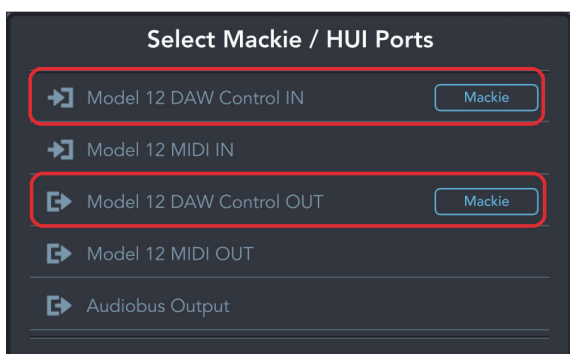 Select Mackie / HUI Ports
Model 12 DAW Control IN Mackie
Model 12 MIDI IN
Model 12 DAW Control OUT Mackie
Model 12 MIDI OUT
Audiobus Output